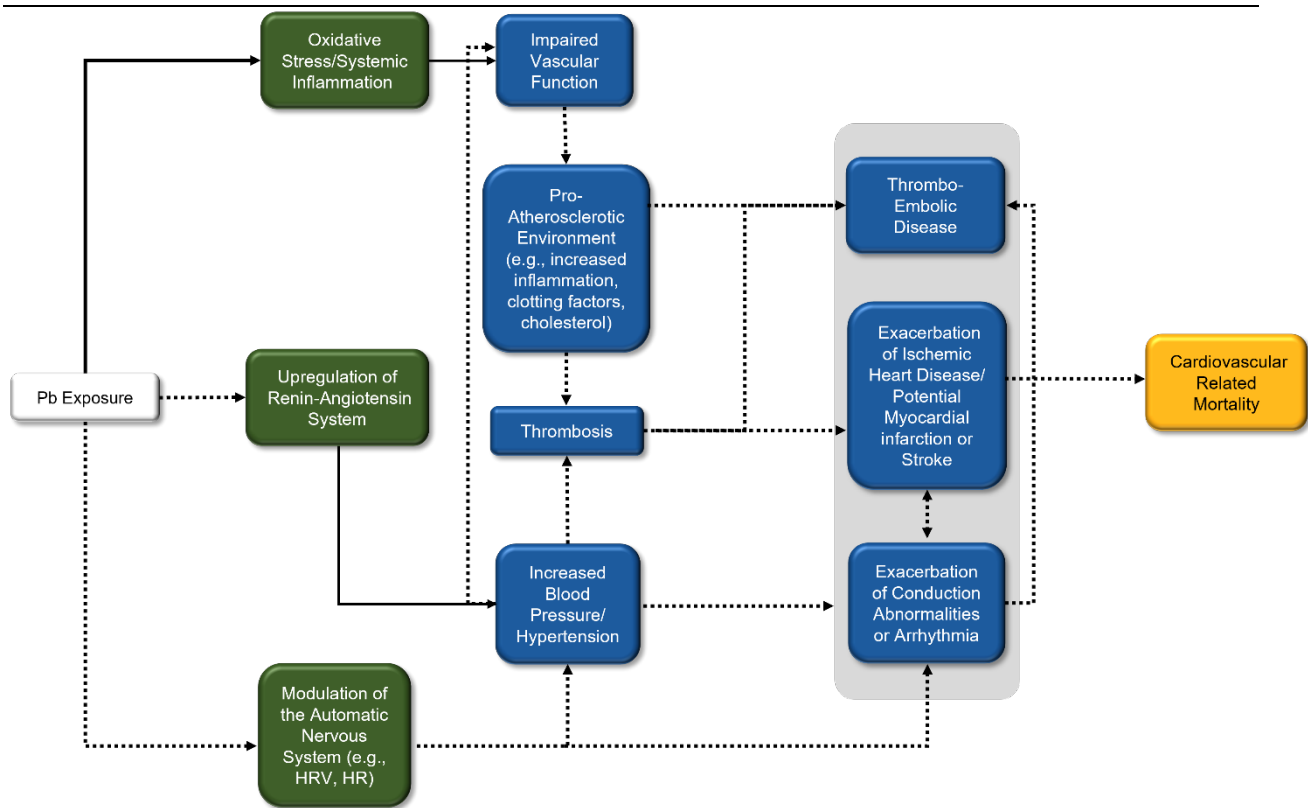 Oxidative
Stress/Systemic
Inflammation
Impaired
Vascular
Function
Pro-
Atherosclerotic
Environment
(e.g., increased
inflammation,
clotting factors,
cholesterol)
Thrombo-
Embolic
Disease
Pb Exposure
Upregulation of
Renin-Angiotensin
System
Thrombosis
Exacerbation
of Ischemic
Heart Disease/
Potential
Myocardial
infarction or
Stroke
Cardiovascular
Related
Mortality
Increased
Blood
Pressure/
Hypertension
Exacerbation
of Conduction
Abnormalities
or Arrhythmia
Modulation of
the Automatic
Nervous
System (e.g.,
HRV, HR)